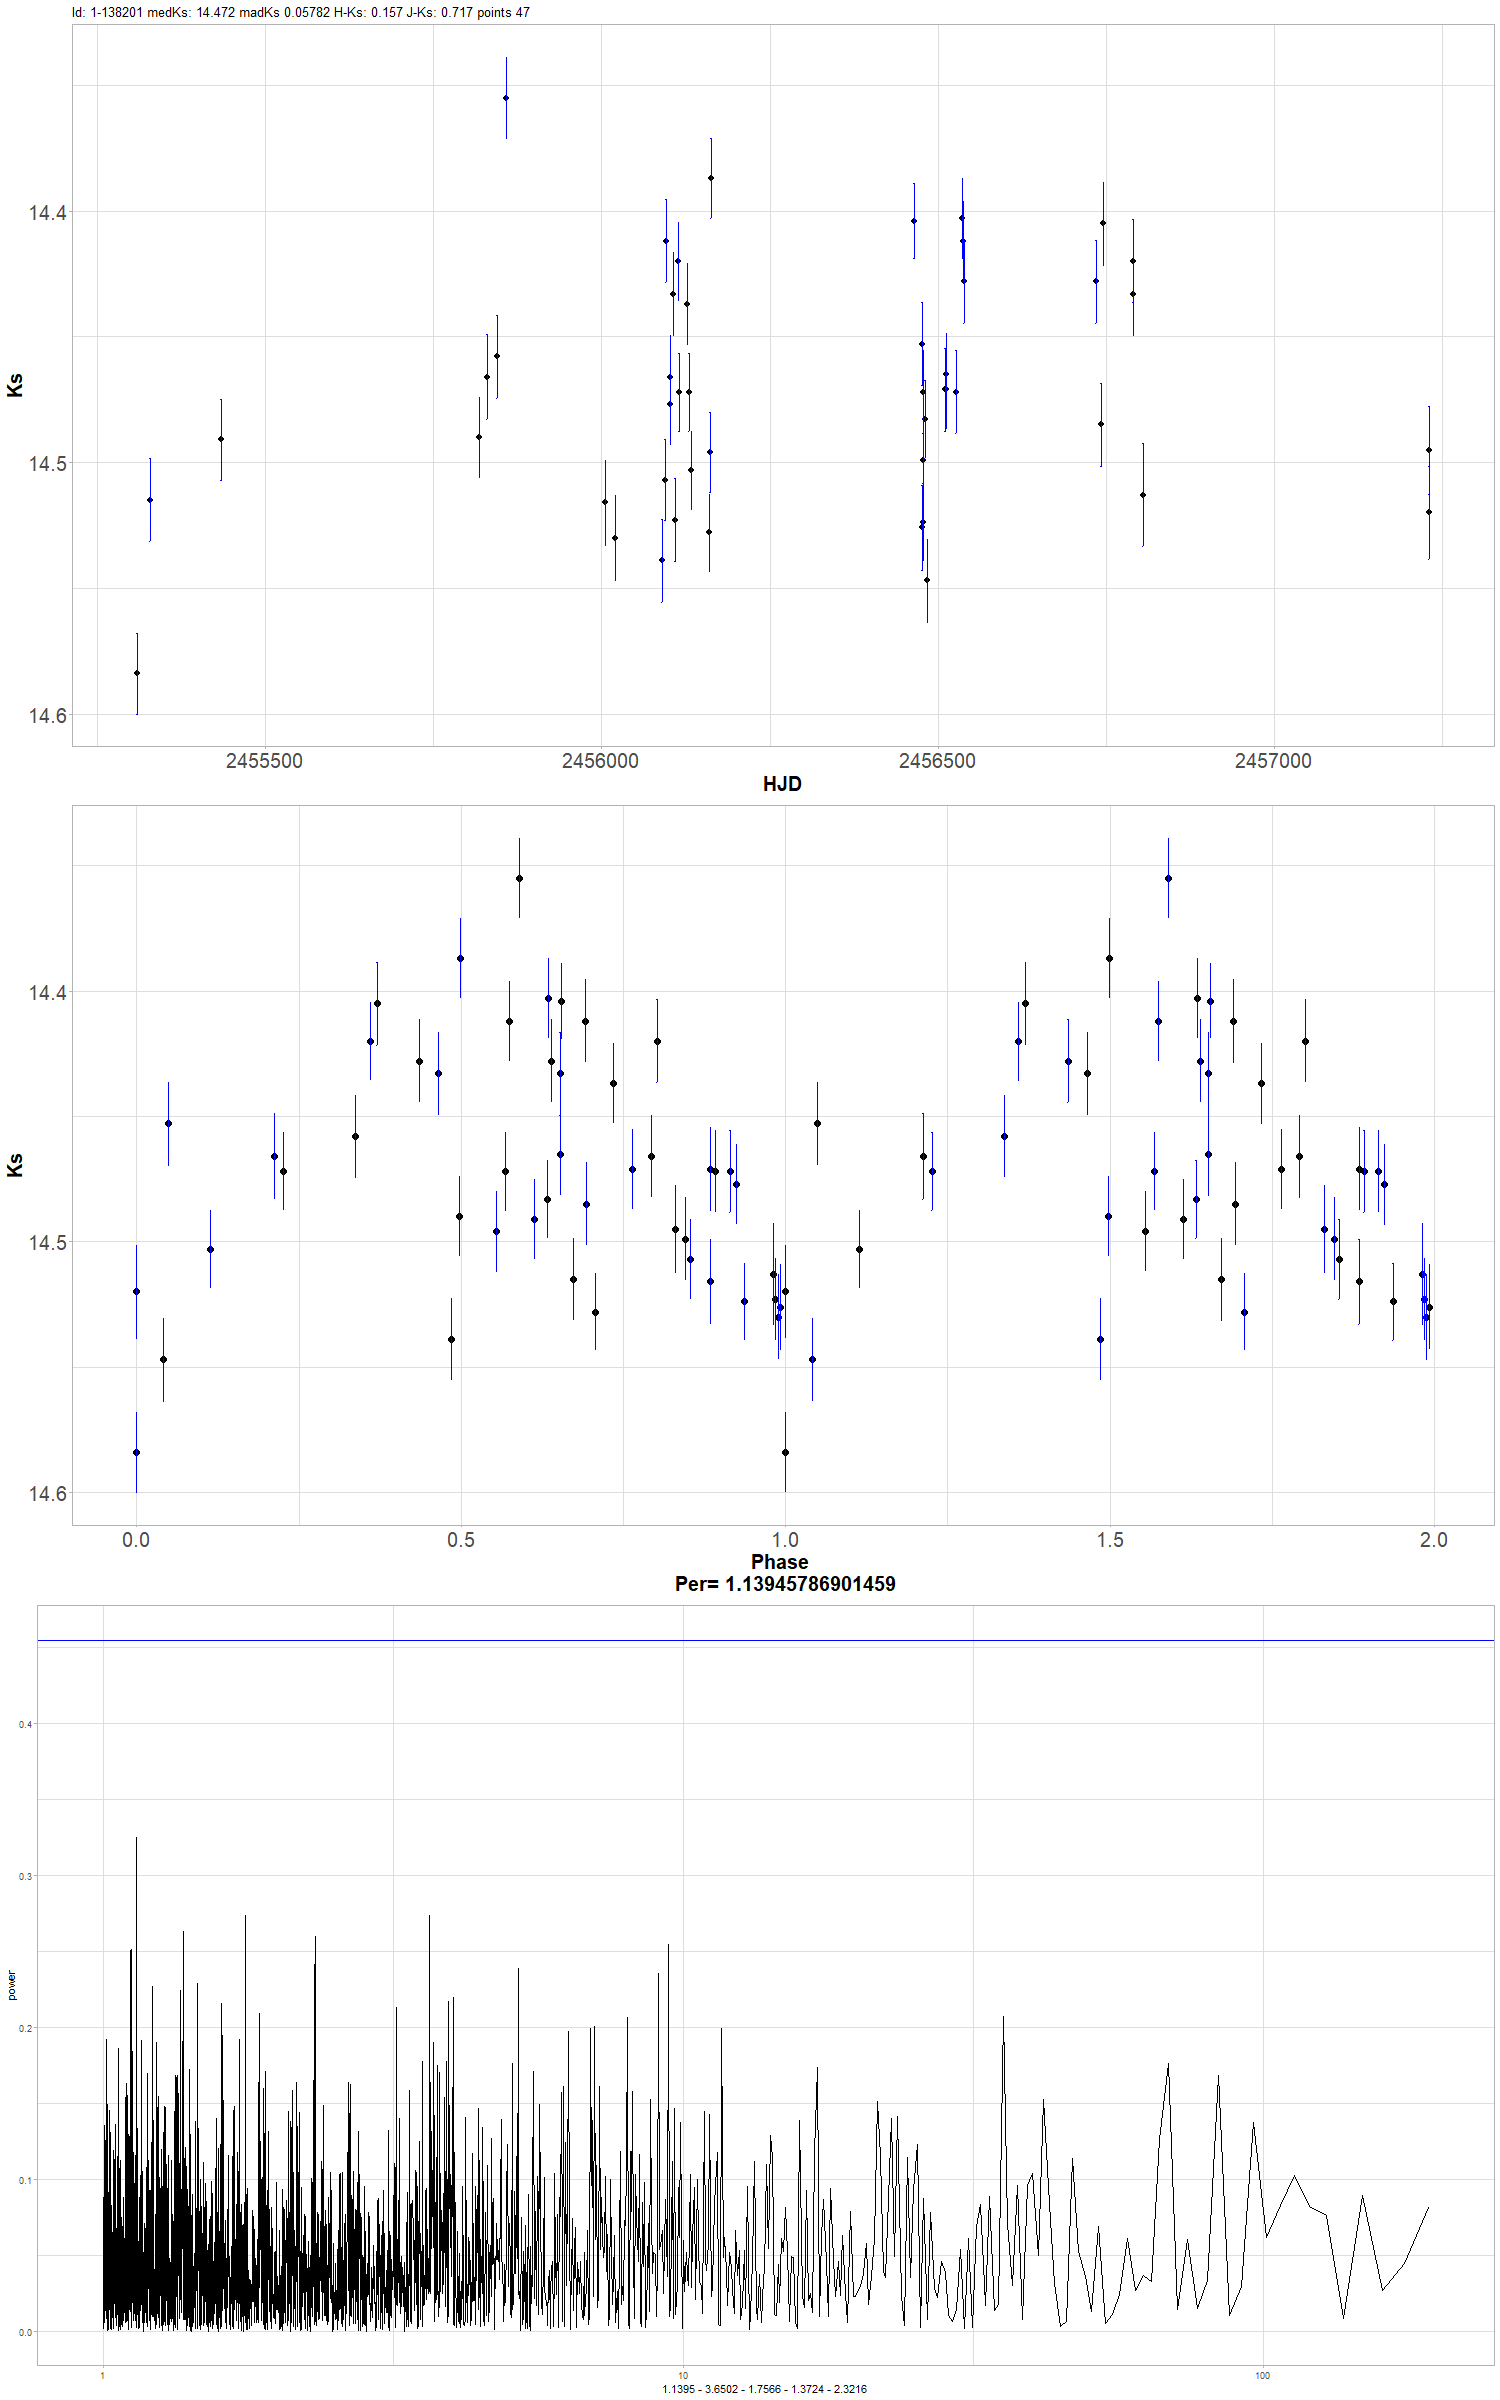 Id: 1-138201 medKs: 14.472 madKs 0.05782 H-Ks: 0.157 J-Ks: 0.717 points 47
14.4
14.5
14.6
Ks
2455500 2456000 2456500 2457000
HJD
14.4
14.5
14.6
Ks
0.0 0.5 1.0 1.5 2.0
Phase
Per= 1.13945786901459
0.4
0.3
0.2
0.1
0.0
power
1 10 100
1.1395 - 3.6502 - 1.7566 - 1.3724 - 2.3216